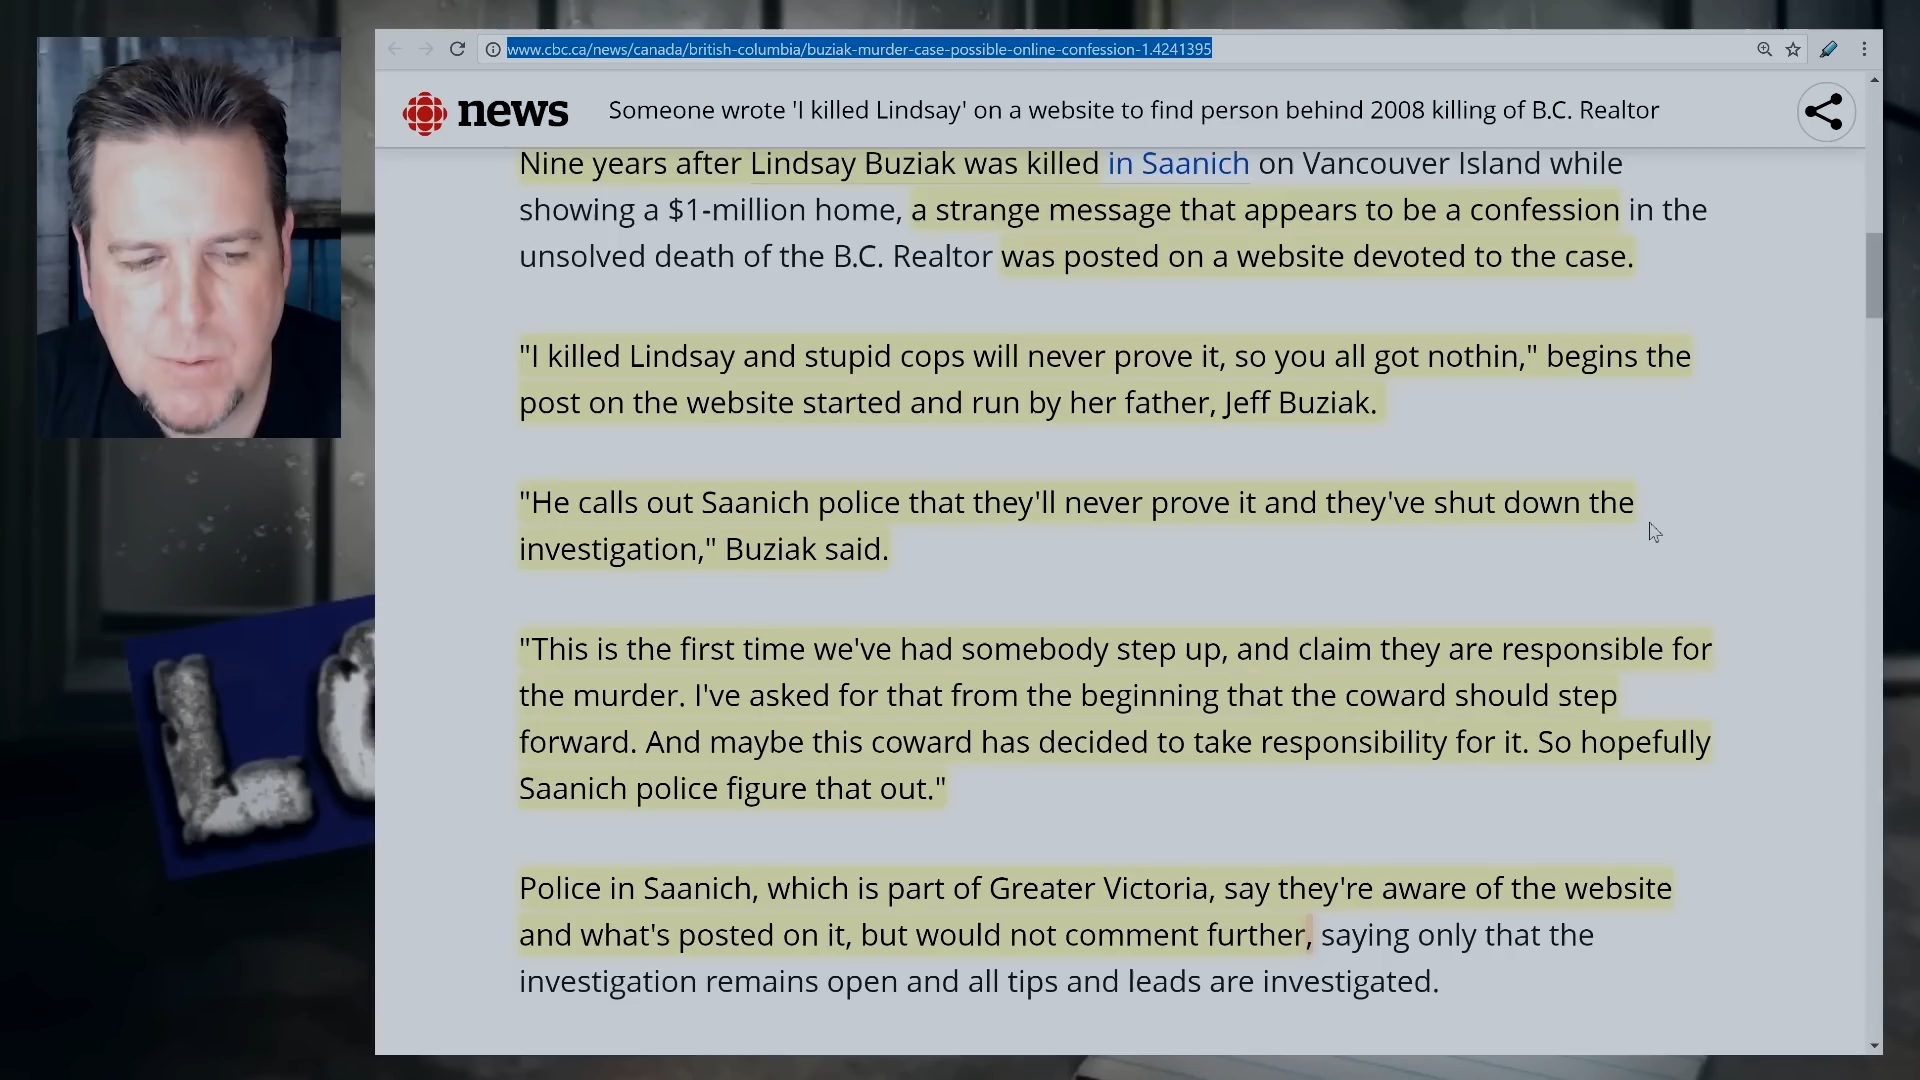 www.cbc.ca/news/canada/british-columbia/buziak-murder-case-possible-online-confession-1.4241395
news
Someone wrote 'I killed Lindsay' on a website to find person behind 2008 killing of B.C. Realtor
Nine years after Lindsay Buziak was killed in Saanich on Vancouver Island while
showing a $1-million home, a strange message that appears to be a confession in the
unsolved death of the B.C. Realtor was posted on a website devoted to the case.
"I killed Lindsay and stupid cops will never prove it, so you all got nothin," begins the
post on the website started and run by her father, Jeff Buziak.
"He calls out Saanich police that they'll never prove it and they've shut down the
investigation," Buziak said.
"This is the first time we've had somebody step up, and claim they are responsible for
the murder. I've asked for that from the beginning that the coward should step
forward. And maybe this coward has decided to take responsibility for it. So hopefully
Saanich police figure that out."
Police in Saanich, which is part of Greater Victoria, say they're aware of the website
and what's posted on it, but would not comment further, saying only that the
investigation remains open and all tips and leads are investigated.